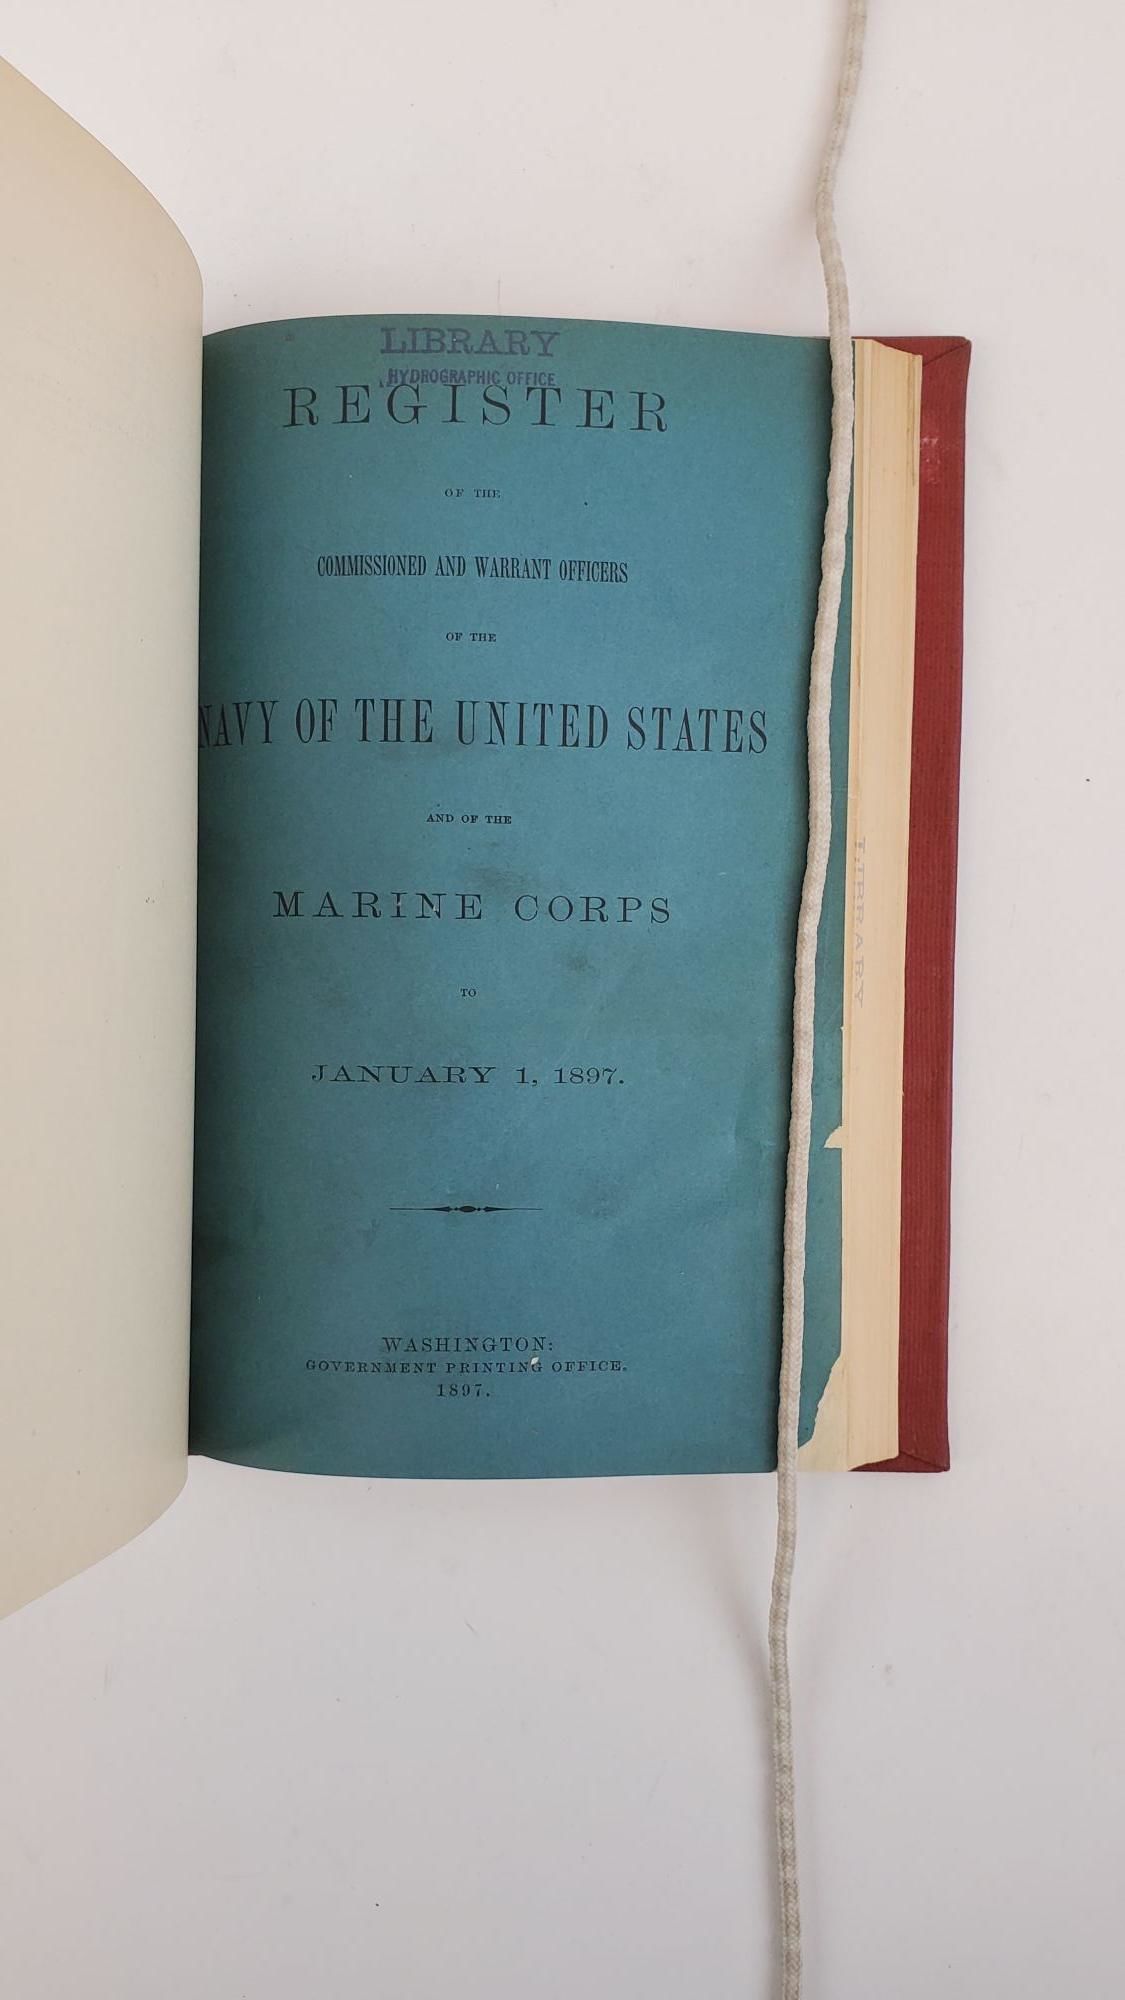 LIBRARY
HYDROGRAPHIC OFFICE
REGISTER
OF THE
COMMISSIONED AND WARRANT OFFICERS
OF THE
NAVY OF THE UNITED STATES
AND OF THE
MARINE CORPS
TO
JANUARY 1, 1897.
WASHINGTON:
GOVERNMENT PRINTING OFFICE.
1897.
LIBRARY